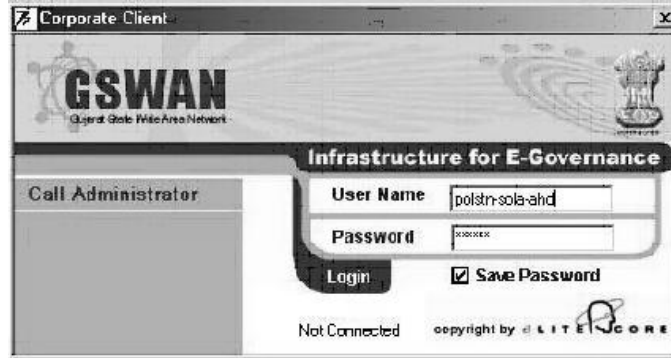 Corporate Client
GSWAN
Gujarat State Wide Area Network
Infrastructure for E-Governance
Call Administrator
User Name polstn-sola-ahd
Password xxxxxx
Login Save Password
Not Connected copyright by eLITECORE